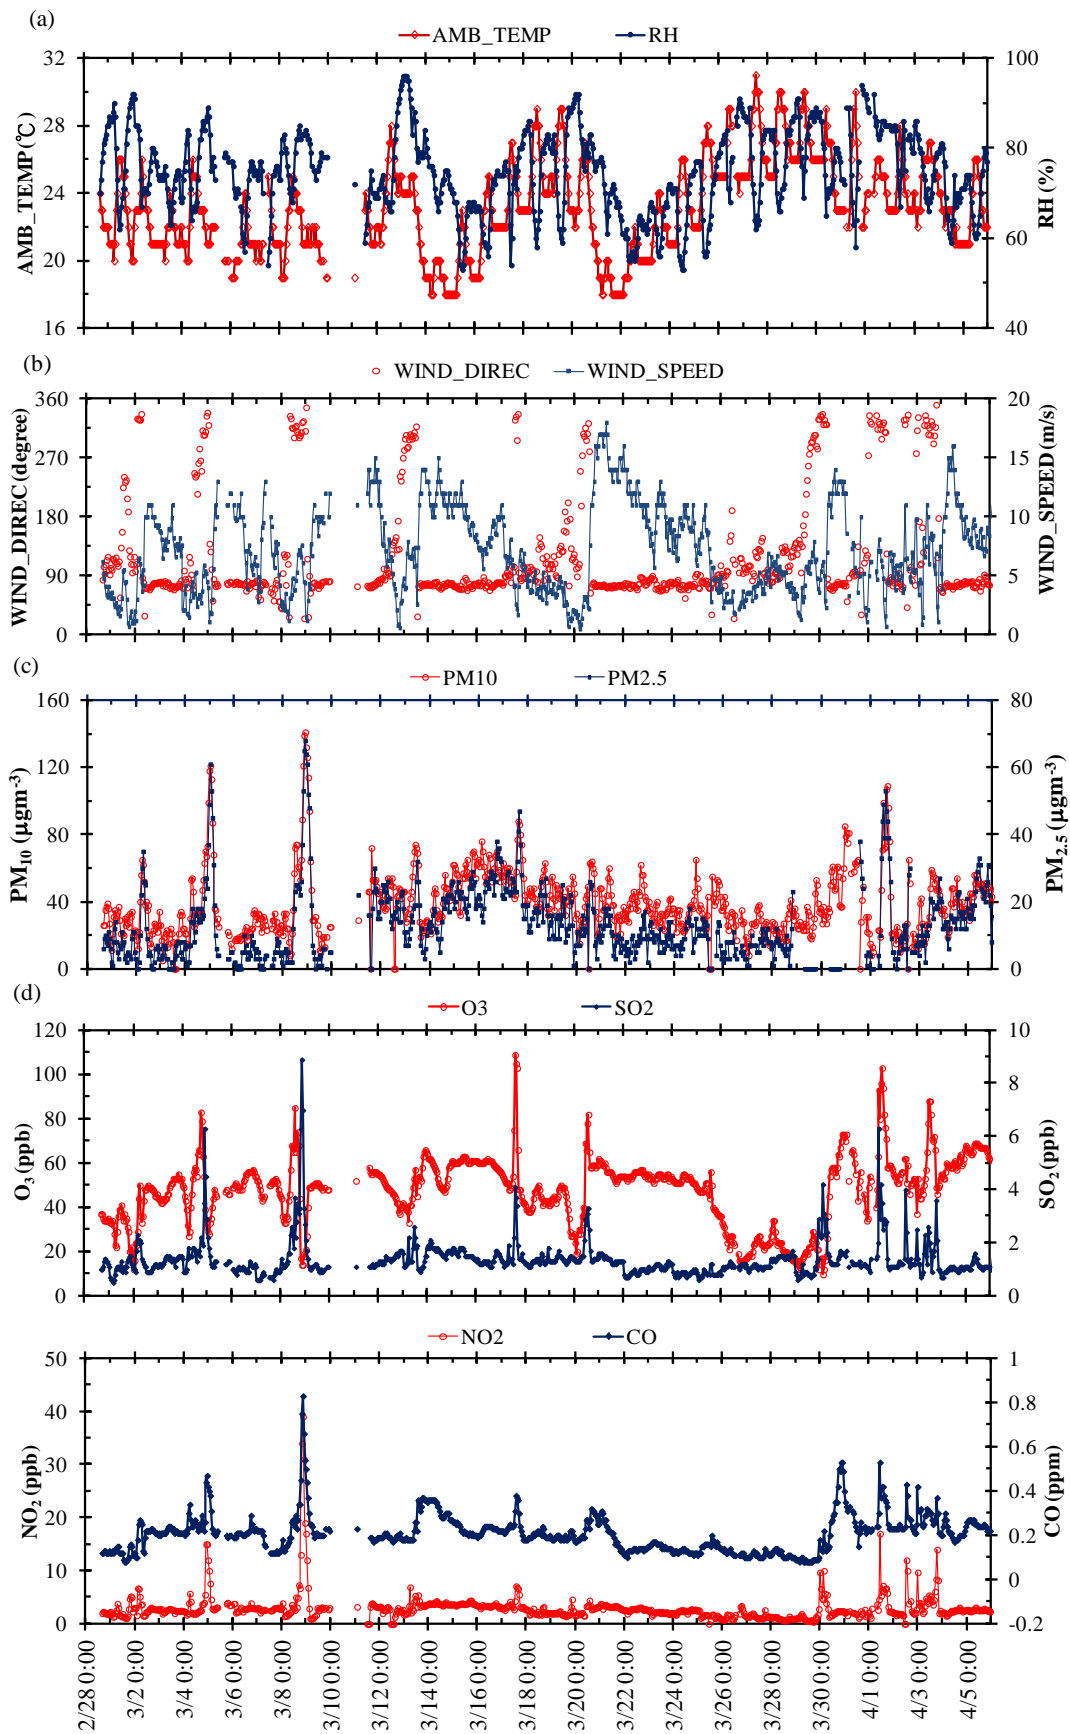 (a)
AMB_TEMP RH
32 28 24 20 16
AMB_TEMP (℃)
100 80 60 40
RH (%)
(b)
WIND_DIREC WIND_SPEED
360 270 180 90 0
WIND_DIREC (degree)
20 15 10 5 0
WIND_SPEED (m/s)
(c)
PM10 PM2.5
160 120 80 40 0
PM10 (μgm-3)
80 60 40 20 0
PM2.5 (μgm-3)
(d)
O3 SO2
120 100 80 60 40 20 0
O3 (ppb)
10 8 6 4 2 0
SO2 (ppb)
NO2 CO
50 40 30 20 10 0
NO2 (ppb)
1 0.8 0.6 0.4 0.2 0 -0.2
CO (ppm)
2/28 0:00
3/2 0:00
3/4 0:00
3/6 0:00
3/8 0:00
3/10 0:00
3/12 0:00
3/14 0:00
3/16 0:00
3/18 0:00
3/20 0:00
3/22 0:00
3/24 0:00
3/26 0:00
3/28 0:00
3/30 0:00
4/1 0:00
4/3 0:00
4/5 0:00